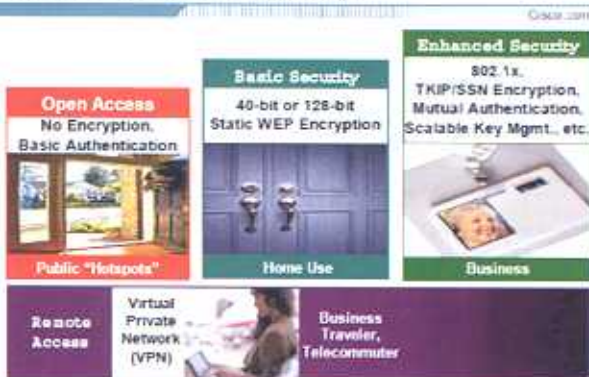 Cisco.com
Open Access
No Encryption,
Basic Authentication
Public "Hotspots"
Basic Security
40-bit or 128-bit
Static WEP Encryption
Home Use
Enhanced Security
802.1x,
TKIP/SSN Encryption,
Mutual Authentication,
Scalable Key Mgmt., etc.
Business
Remote
Access
Virtual
Private
Network
(VPN)
Business
Traveler,
Telecommuter